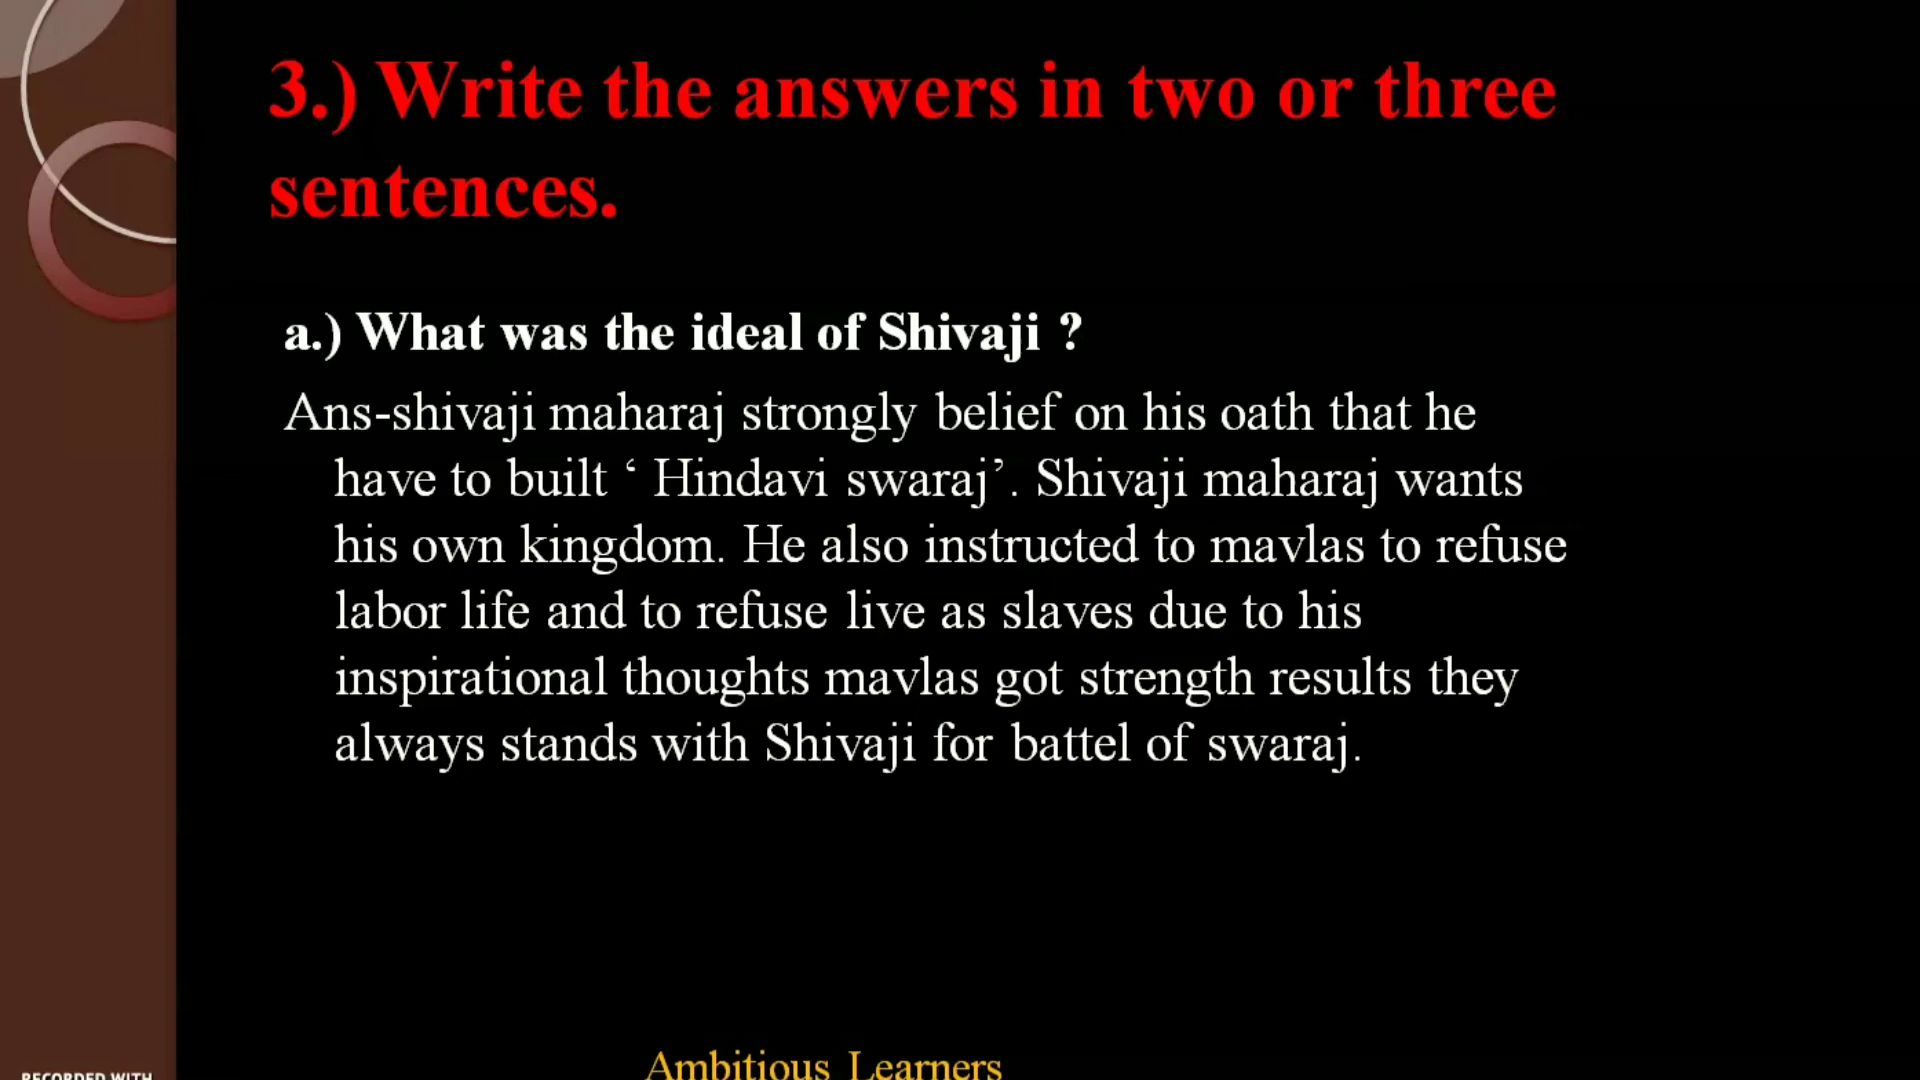 3.) Write the answers in two or three
sentences.
a.) What was the ideal of Shivaji ?
Ans-shivaji maharaj strongly belief on his oath that he
have to built ‘ Hindavi swaraj’. Shivaji maharaj wants
his own kingdom. He also instructed to mavlas to refuse
labor life and to refuse live as slaves due to his
inspirational thoughts mavlas got strength results they
always stands with Shivaji for battel of swaraj.
Ambitious Learners
RECORDED WITH